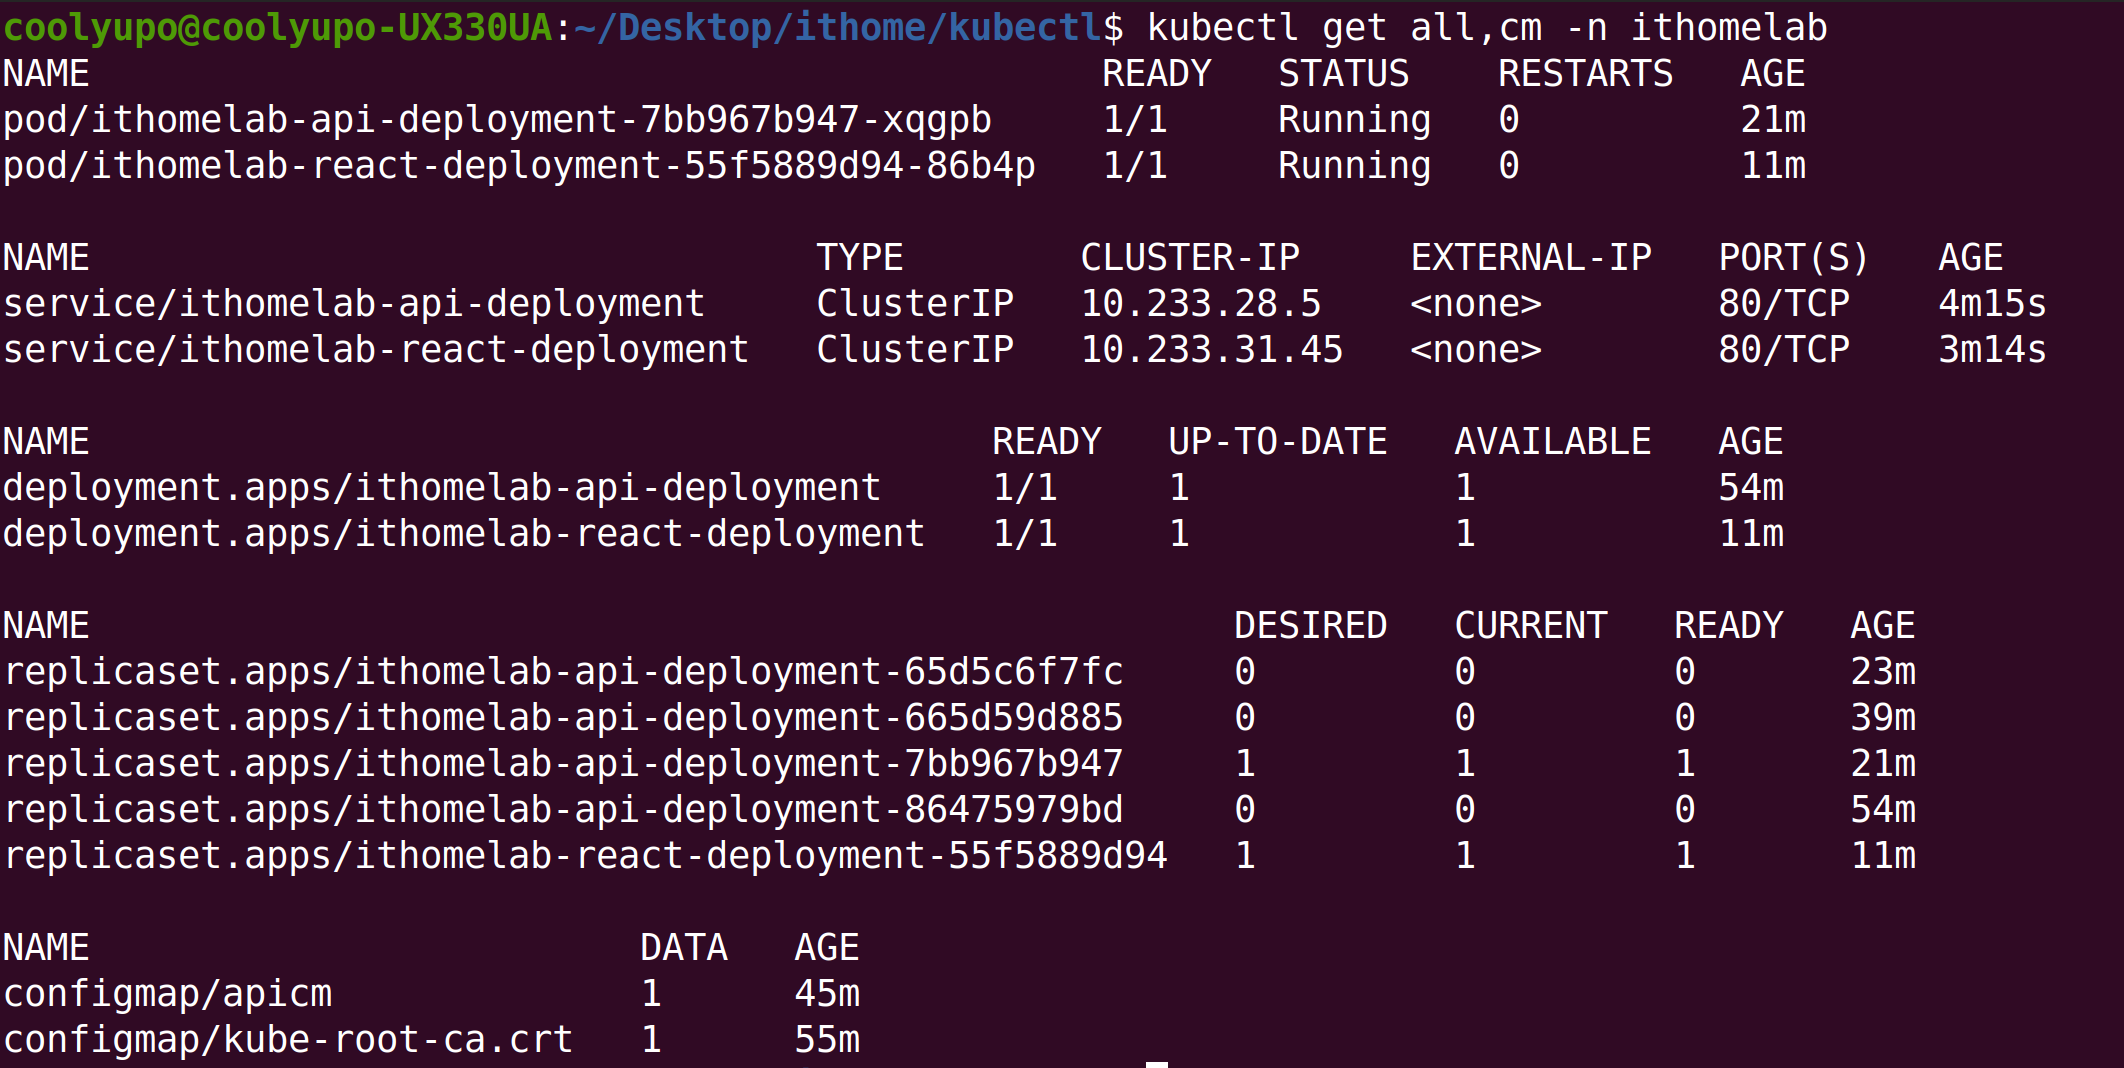 coolyupo@coolyupo-UX330UA:~/Desktop/ithome/kubectl$ kubectl get all,cm -n ithomelab
NAME                                              READY   STATUS    RESTARTS   AGE
pod/ithomelab-api-deployment-7bb967b947-xqgpb     1/1     Running   0          21m
pod/ithomelab-react-deployment-55f5889d94-86b4p   1/1     Running   0          11m

NAME                                 TYPE        CLUSTER-IP     EXTERNAL-IP   PORT(S)   AGE
service/ithomelab-api-deployment     ClusterIP   10.233.28.5    <none>        80/TCP    4m15s
service/ithomelab-react-deployment   ClusterIP   10.233.31.45   <none>        80/TCP    3m14s

NAME                                         READY   UP-TO-DATE   AVAILABLE   AGE
deployment.apps/ithomelab-api-deployment     1/1     1            1           54m
deployment.apps/ithomelab-react-deployment   1/1     1            1           11m

NAME                                                    DESIRED   CURRENT   READY   AGE
replicaset.apps/ithomelab-api-deployment-65d5c6f7fc     0         0         0       23m
replicaset.apps/ithomelab-api-deployment-665d59d885     0         0         0       39m
replicaset.apps/ithomelab-api-deployment-7bb967b947     1         1         1       21m
replicaset.apps/ithomelab-api-deployment-86475979bd     0         0         0       54m
replicaset.apps/ithomelab-react-deployment-55f5889d94   1         1         1       11m

NAME                         DATA   AGE
configmap/apicm              1      45m
configmap/kube-root-ca.crt   1      55m